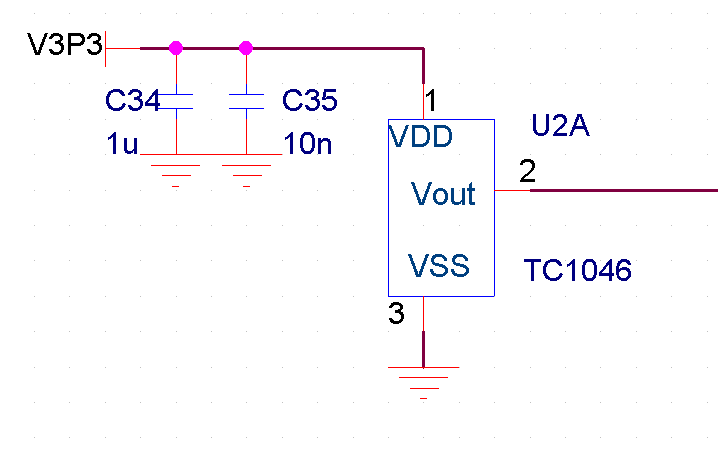 V3P3
C34
C35
1u
10n
1
VDD
U2A
2
Vout
VSS
TC1046
3